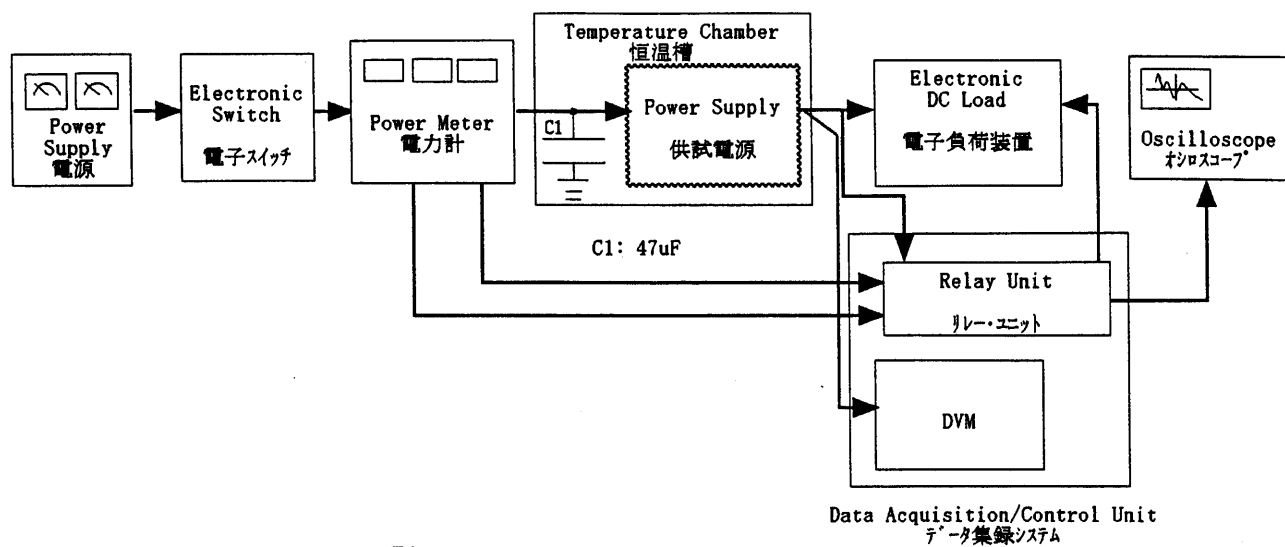 Power
Supply
電源
Electronic
Switch
電子スイッチ
Power Meter
電力計
Temperature Chamber
恒温槽
C1
Power Supply
供試電源
Electronic
DC Load
電子負荷装置
Oscilloscope
オシロスコープ
C1: 47uF
Relay Unit
リレー・ユニット
DVM
Data Acquisition/Control Unit
データ集録システム